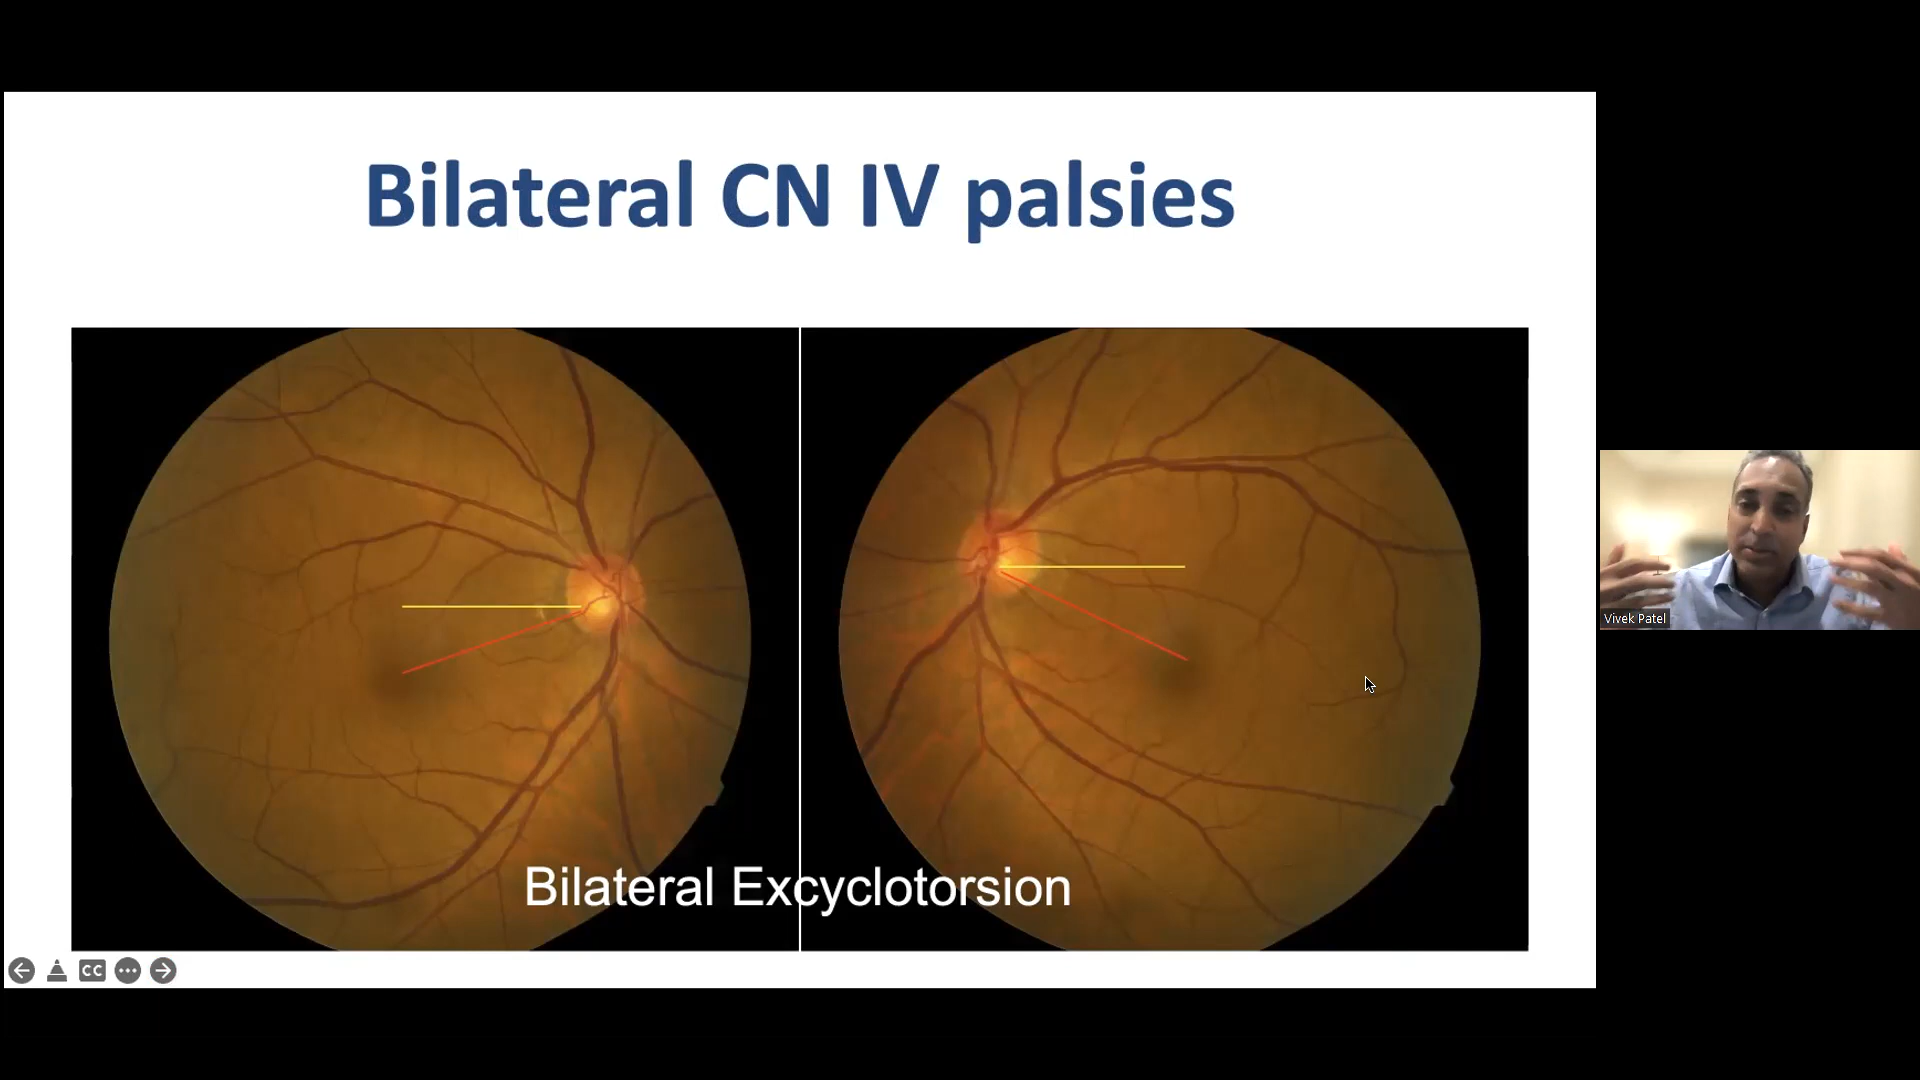 Bilateral CN IV palsies
Bilateral Excyclotorsion
Vivek Patel
CC